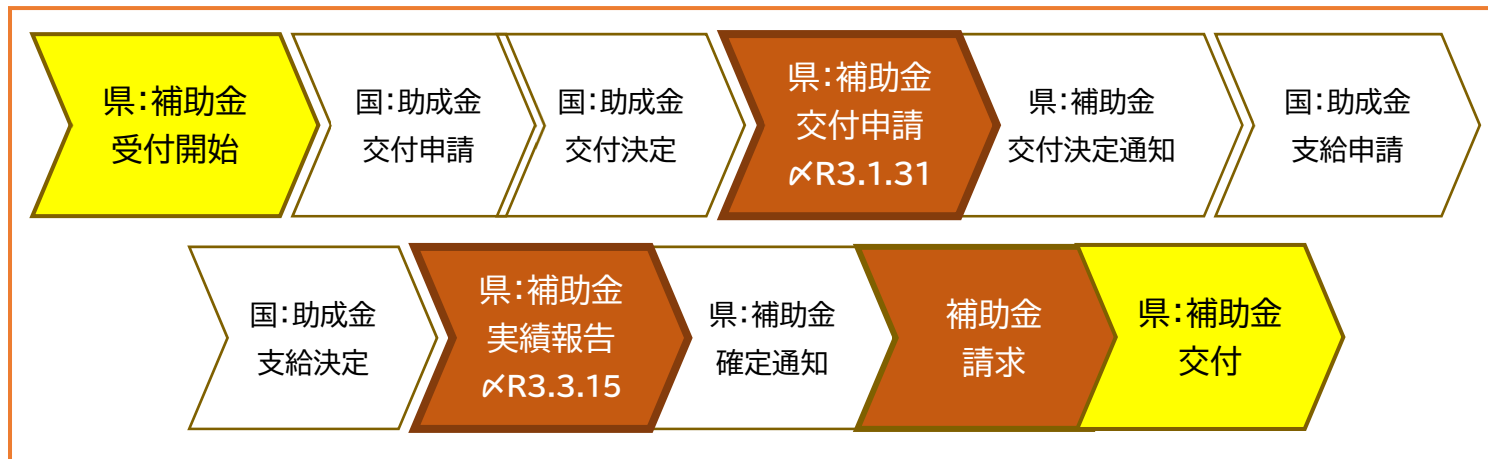 県:補助金
受付開始
国:助成金
交付申請
国:助成金
交付決定
県:補助金
交付申請
〆R3.1.31
県:補助金
交付決定通知
国:助成金
支給申請
国:助成金
支給決定
県:補助金
実績報告
〆R3.3.15
県:補助金
確定通知
補助金
請求
県:補助金
交付